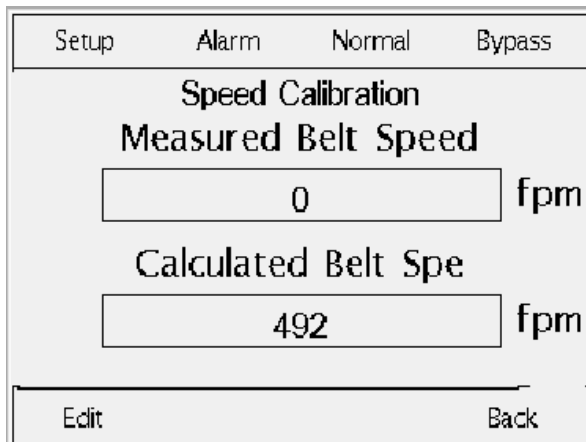 Setup Alarm Normal Bypass
Speed Calibration
Measured Belt Speed
0 fpm
Calculated Belt Spe
492 fpm
Edit Back